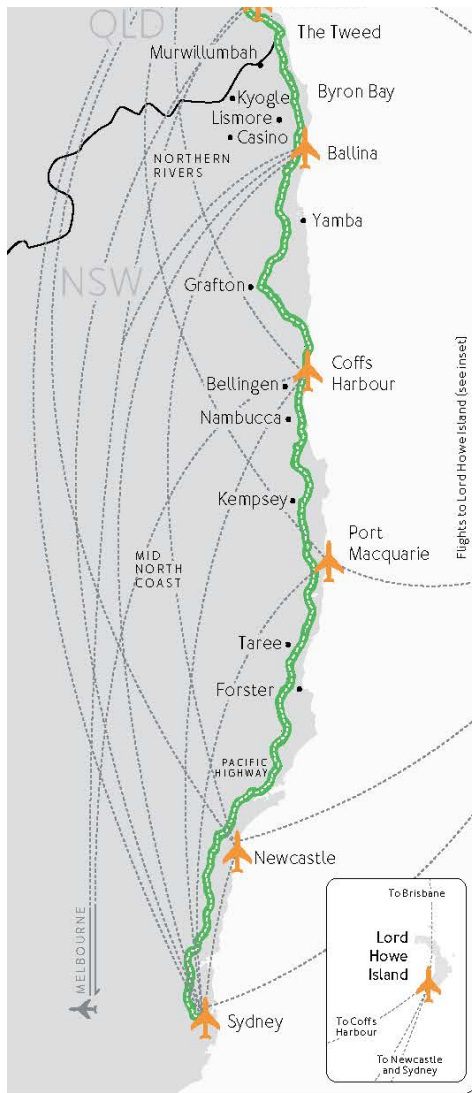 QLD
The Tweed
Murwillumbah
Byron Bay
Kyogle
Lismore
Casino
Ballina
NORTHERN
RIVERS
Yamba
NSW
Grafton
Coffs
Harbour
Bellingen
Nambucca
Flights to Lord Howe Island (see inset)
Kempsey
Port
Macquarie
MID
NORTH
COAST
Taree
Forster
PACIFIC
HIGHWAY
Newcastle
MELBOURNE
Sydney
To Brisbane
Lord
Howe
Island
To Coffs
Harbour
To Newcastle
and Sydney